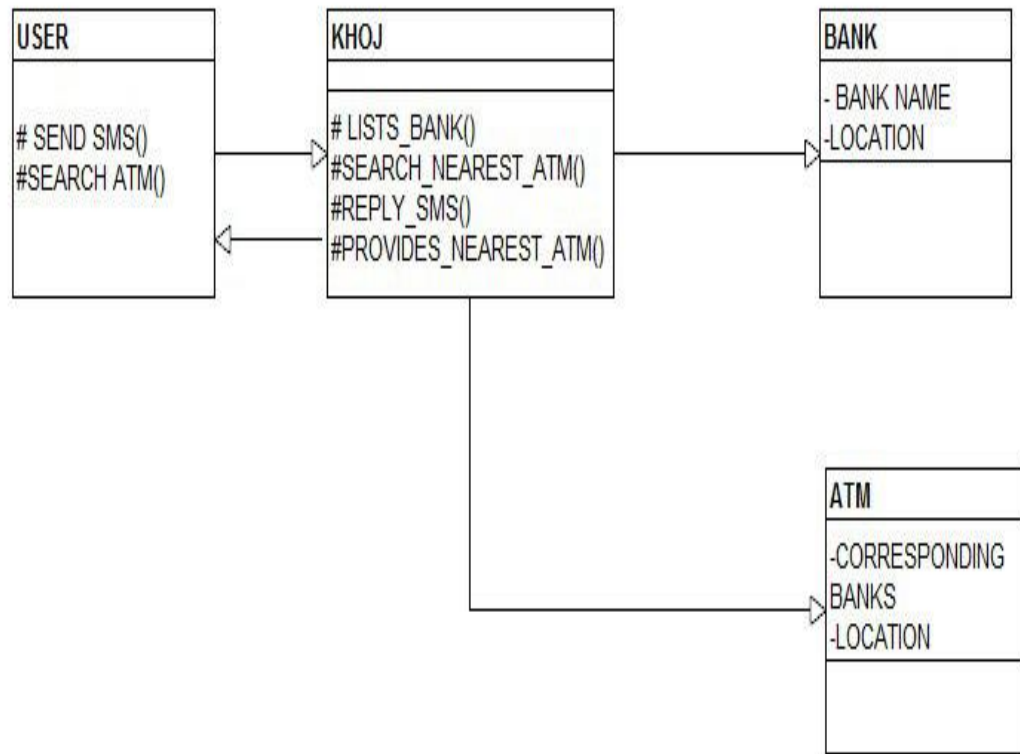 USER
# SEND SMS()
#SEARCH ATM()
KHOJ
# LISTS_BANK()
#SEARCH_NEAREST_ATM()
#REPLY_SMS()
#PROVIDES_NEAREST_ATM()
BANK
- BANK NAME
-LOCATION
ATM
-CORRESPONDING
BANKS
-LOCATION